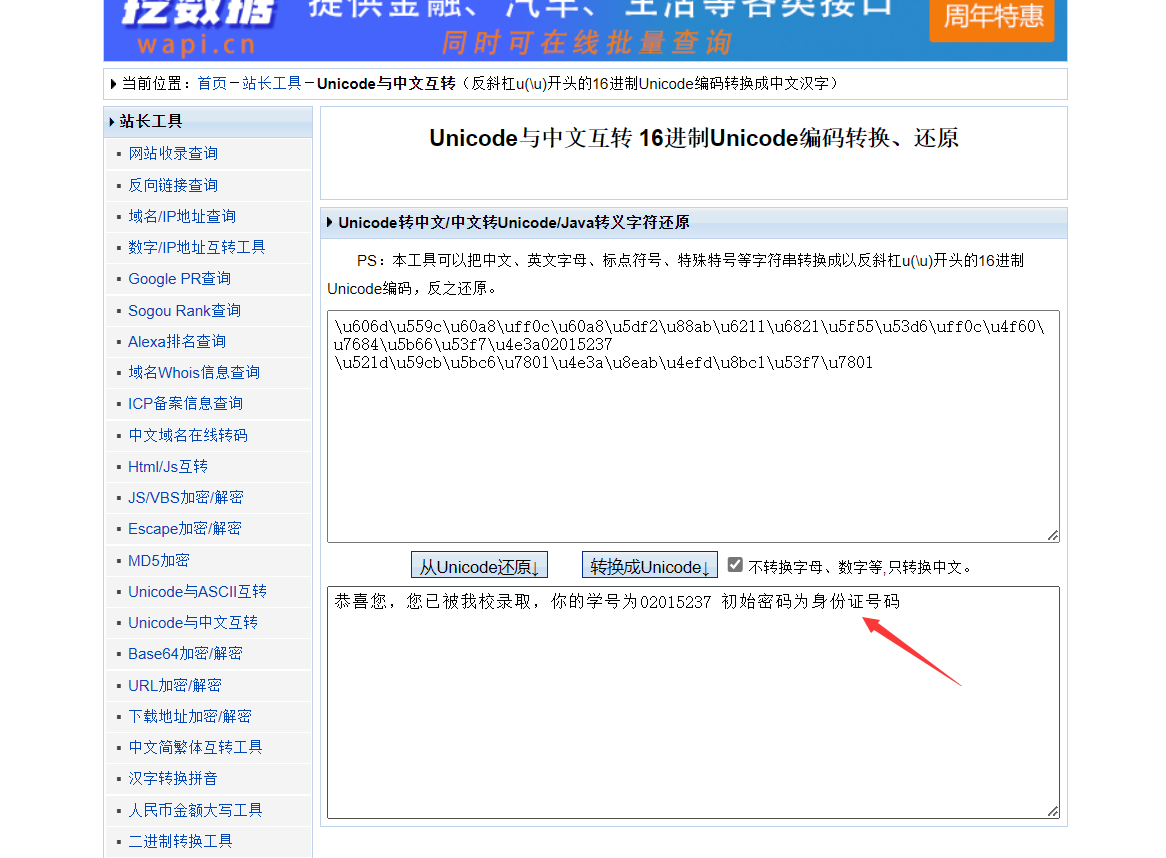 挖数据
wapi.cn
提供金融、汽车、生活等各类接口
同时可在线批量查询
周年特惠
当前位置：首页－站长工具－Unicode与中文互转（反斜杠u(\u)开头的16进制Unicode编码转换成中文汉字）
站长工具
网站收录查询
反向链接查询
域名/IP地址查询
数字/IP地址互转工具
Google PR查询
Sogou Rank查询
Alexa排名查询
域名Whois信息查询
ICP备案信息查询
中文域名在线转码
Html/Js互转
JS/VBS加密/解密
Escape加密/解密
MD5加密
Unicode与ASCII互转
Unicode与中文互转
Base64加密/解密
URL加密/解密
下载地址加密/解密
中文简繁体互转工具
汉字转换拼音
人民币金额大写工具
二进制转换工具
Unicode与中文互转 16进制Unicode编码转换、还原
Unicode转中文/中文转Unicode/Java转义字符还原
PS：本工具可以把中文、英文字母、标点符号、特殊特号等字符串转换成以反斜杠u(\u)开头的16进制
Unicode编码，反之还原。
\u606d\u559c\u60a8\uff0c\u60a8\u5df2\u88ab\u6211\u6821\u5f55\u53d6\uff0c\u4f60\
u7684\u5b66\u53f7\u4e3a02015237
\u521d\u59cb\u5bc6\u7801\u4e3a\u8eab\u4efd\u8bc1\u53f7\u7801
从Unicode还原↓
转换成Unicode↓
不转换字母、数字等,只转换中文。
恭喜您，您已被我校录取，你的学号为02015237 初始密码为身份证号码